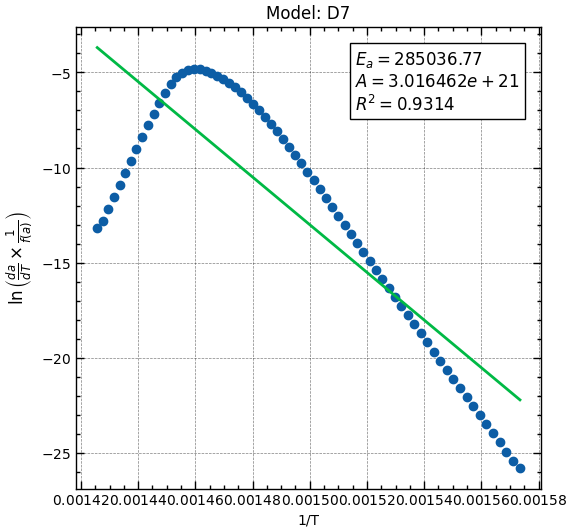 Model: D7
E_a = 285036.77
A = 3.016462e + 21
R² = 0.9314
−5
−10
−15
−20
−25
ln(da/dT × 1/f(a))
0.00142 0.00144 0.00146 0.00148 0.00150 0.00152 0.00154 0.00156 0.00158
1/T